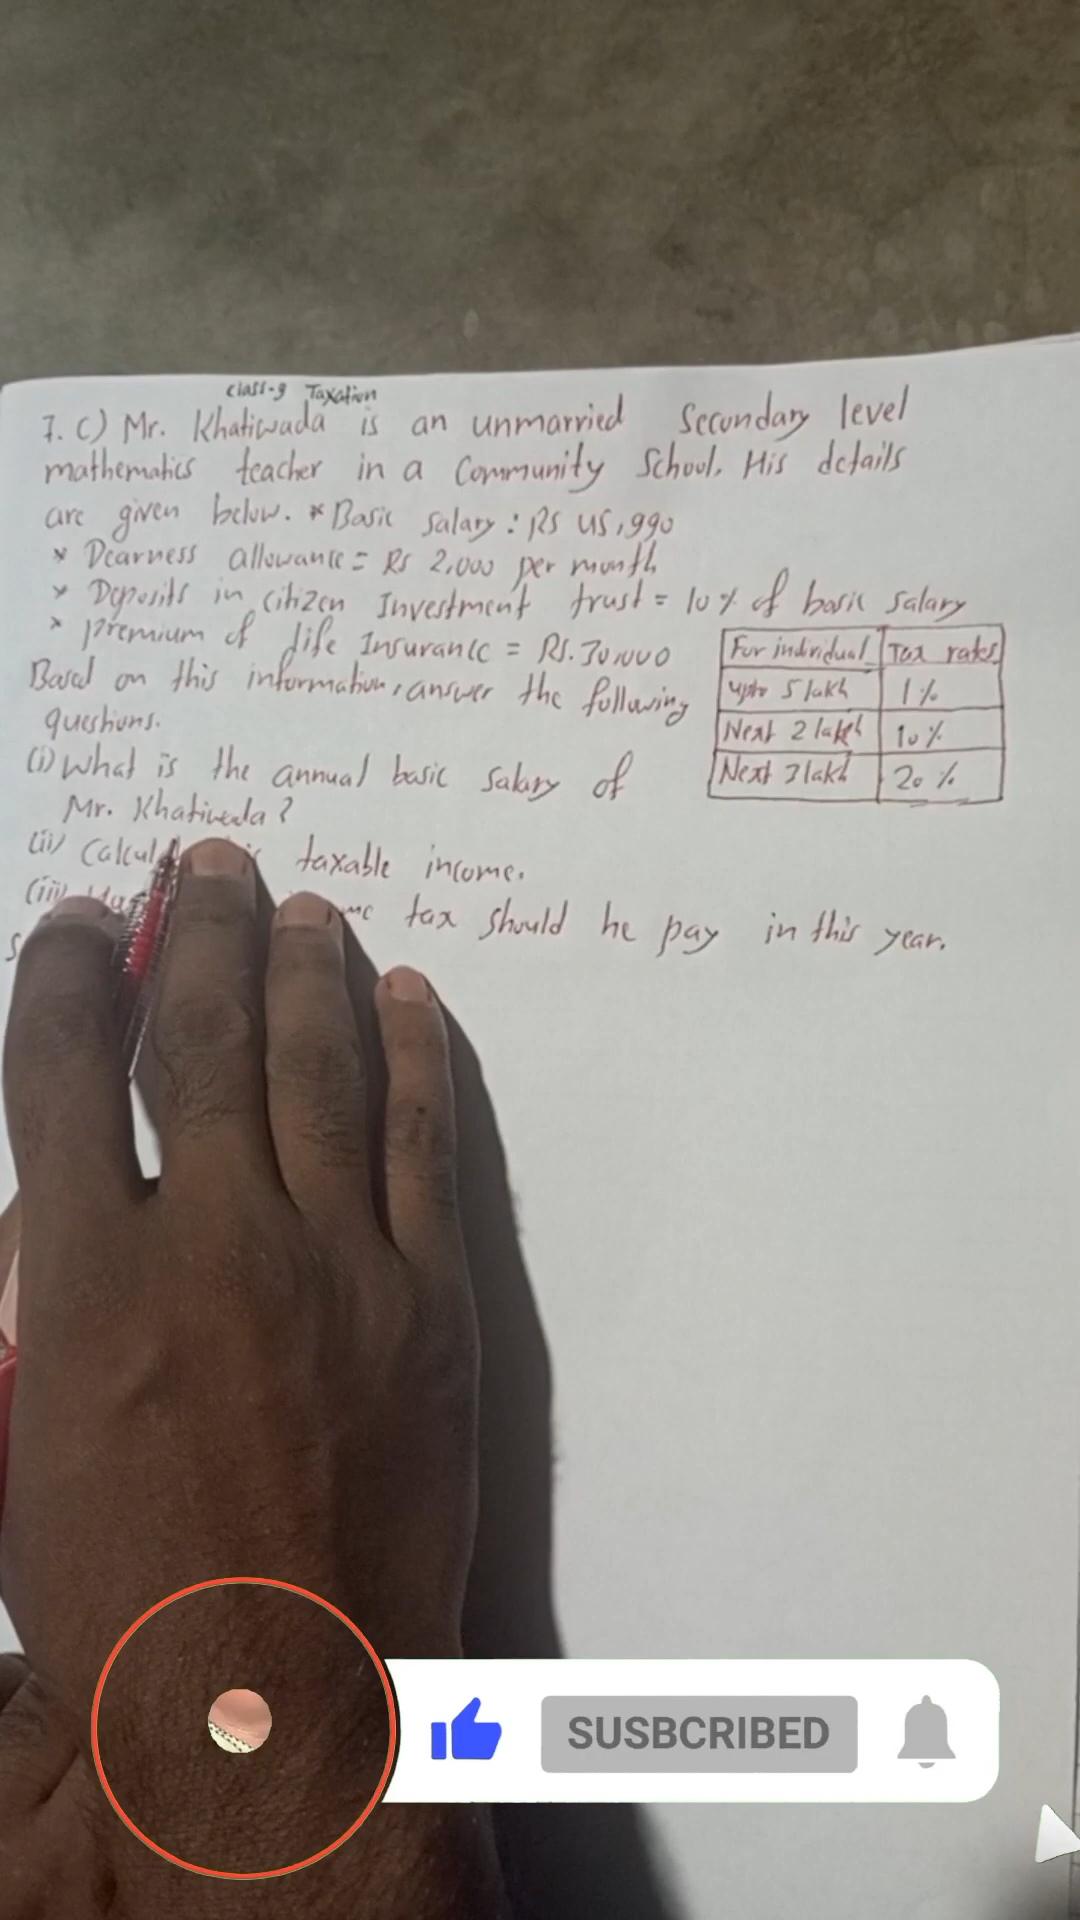 Class-9 Taxation
7. C) Mr. Khatiwada is an unmarried Secondary level
mathematics teacher in a Community School. His details
are given below. * Basic Salary : Rs 45,990
* Dearness allowance = Rs 2,000 per month
* Deposits in Citizen Investment trust = 10% of basic Salary
* premium of life Insurance = Rs. 30,000
Based on this information, answer the following
questions.
For individual Tax rates
upto 5 lakh 1%
Next 2 lakh 10%
Next 3 lakh 20%
(i) What is the annual basic salary of
Mr. Khatiwada?
(ii) taxable income.
(iii) tax should he pay in this year.
SUSBCRIBED